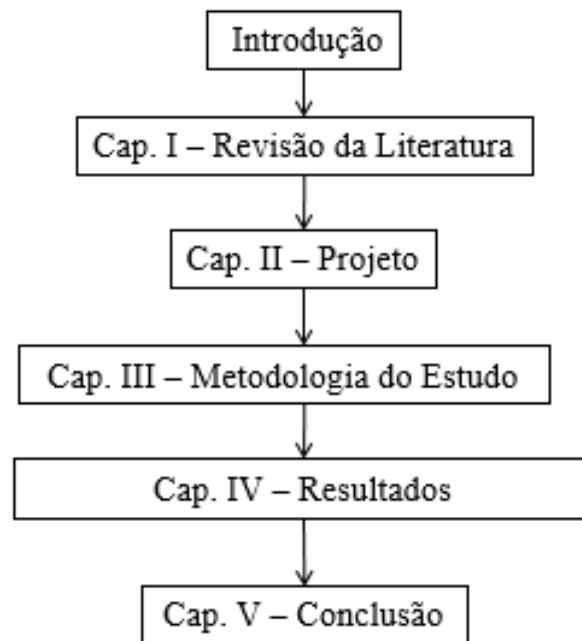 Introdução
Cap. I – Revisão da Literatura
Cap. II – Projeto
Cap. III – Metodologia do Estudo
Cap. IV – Resultados
Cap. V – Conclusão